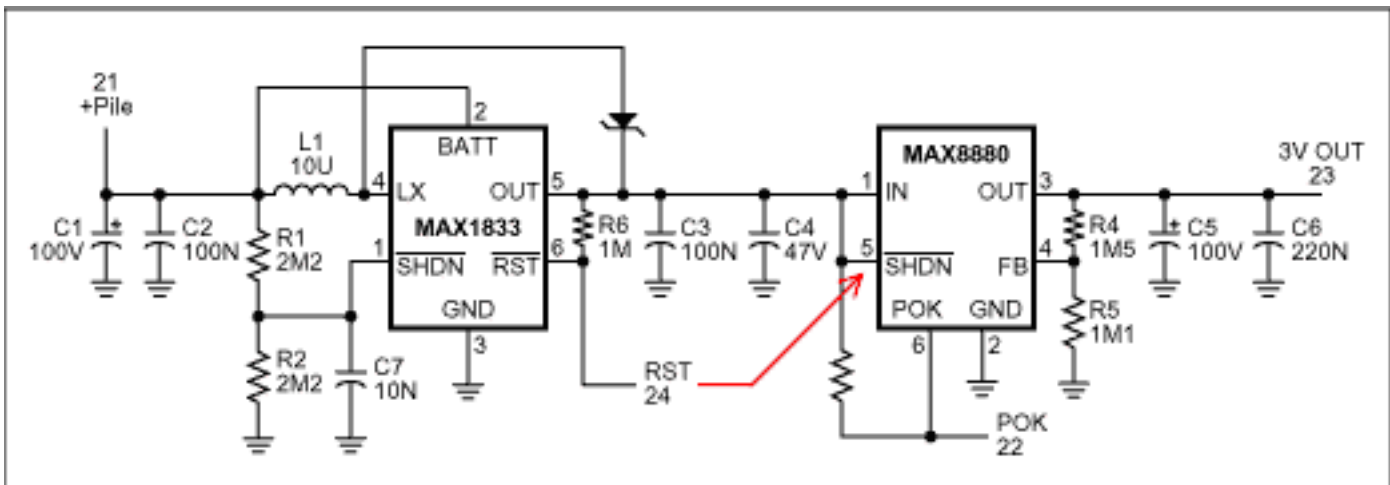 21
+Pile
L1
10U
C1
100V
+
C2
100N
R1
2M2
R2
2M2
C7
10N
2
BATT
4
LX
OUT
5
MAX1833
1
SHDN
RST
6
GND
3
R6
1M
C3
100N
C4
47V
RST
24
MAX8880
1
IN
OUT
3
5
SHDN
FB
4
POK
GND
6
2
POK
22
R4
1M5
R5
1M1
C5
100V
+
C6
220N
3V OUT
23